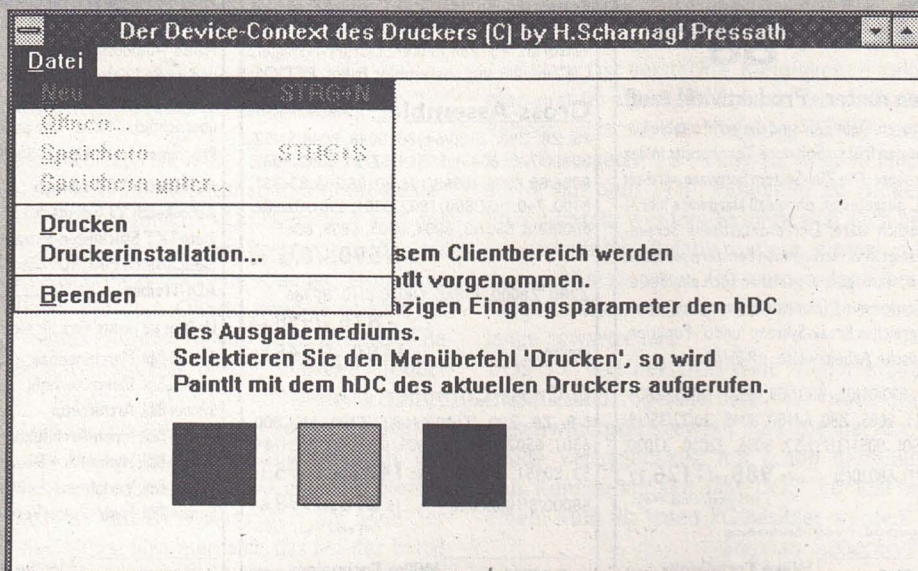 Der Device-Context des Druckers (C) by H.Scharnagl Pressath
Datei
Neu STRG+N
Öffnen...
Speichern STRG+S
Speichern unter...
Drucken
Druckerinstallation...
Beenden
sem Clientbereich werden
ntIt vorgenommen.
nzigen Eingangsparameter den hDC
des Ausgabemediums.
Selektieren Sie den Menübefehl 'Drucken', so wird
PaintIt mit dem hDC des aktuellen Druckers aufgerufen.